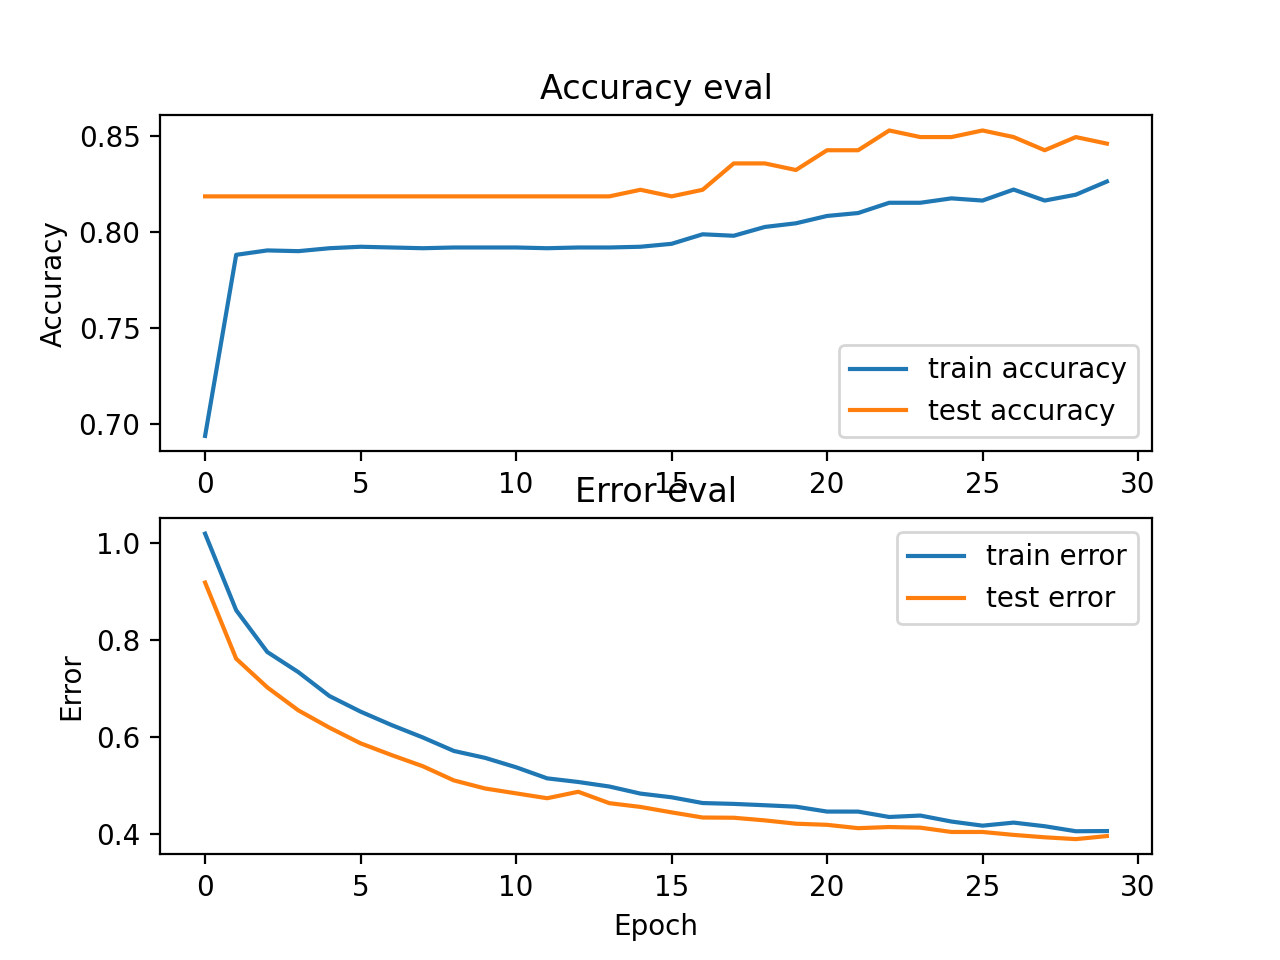 Accuracy eval
0.85
0.80
0.75
0.70
Accuracy
train accuracy
test accuracy
0 5 10 15 20 25 30
Error eval
1.0
0.8
0.6
0.4
Error
train error
test error
0 5 10 15 20 25 30
Epoch